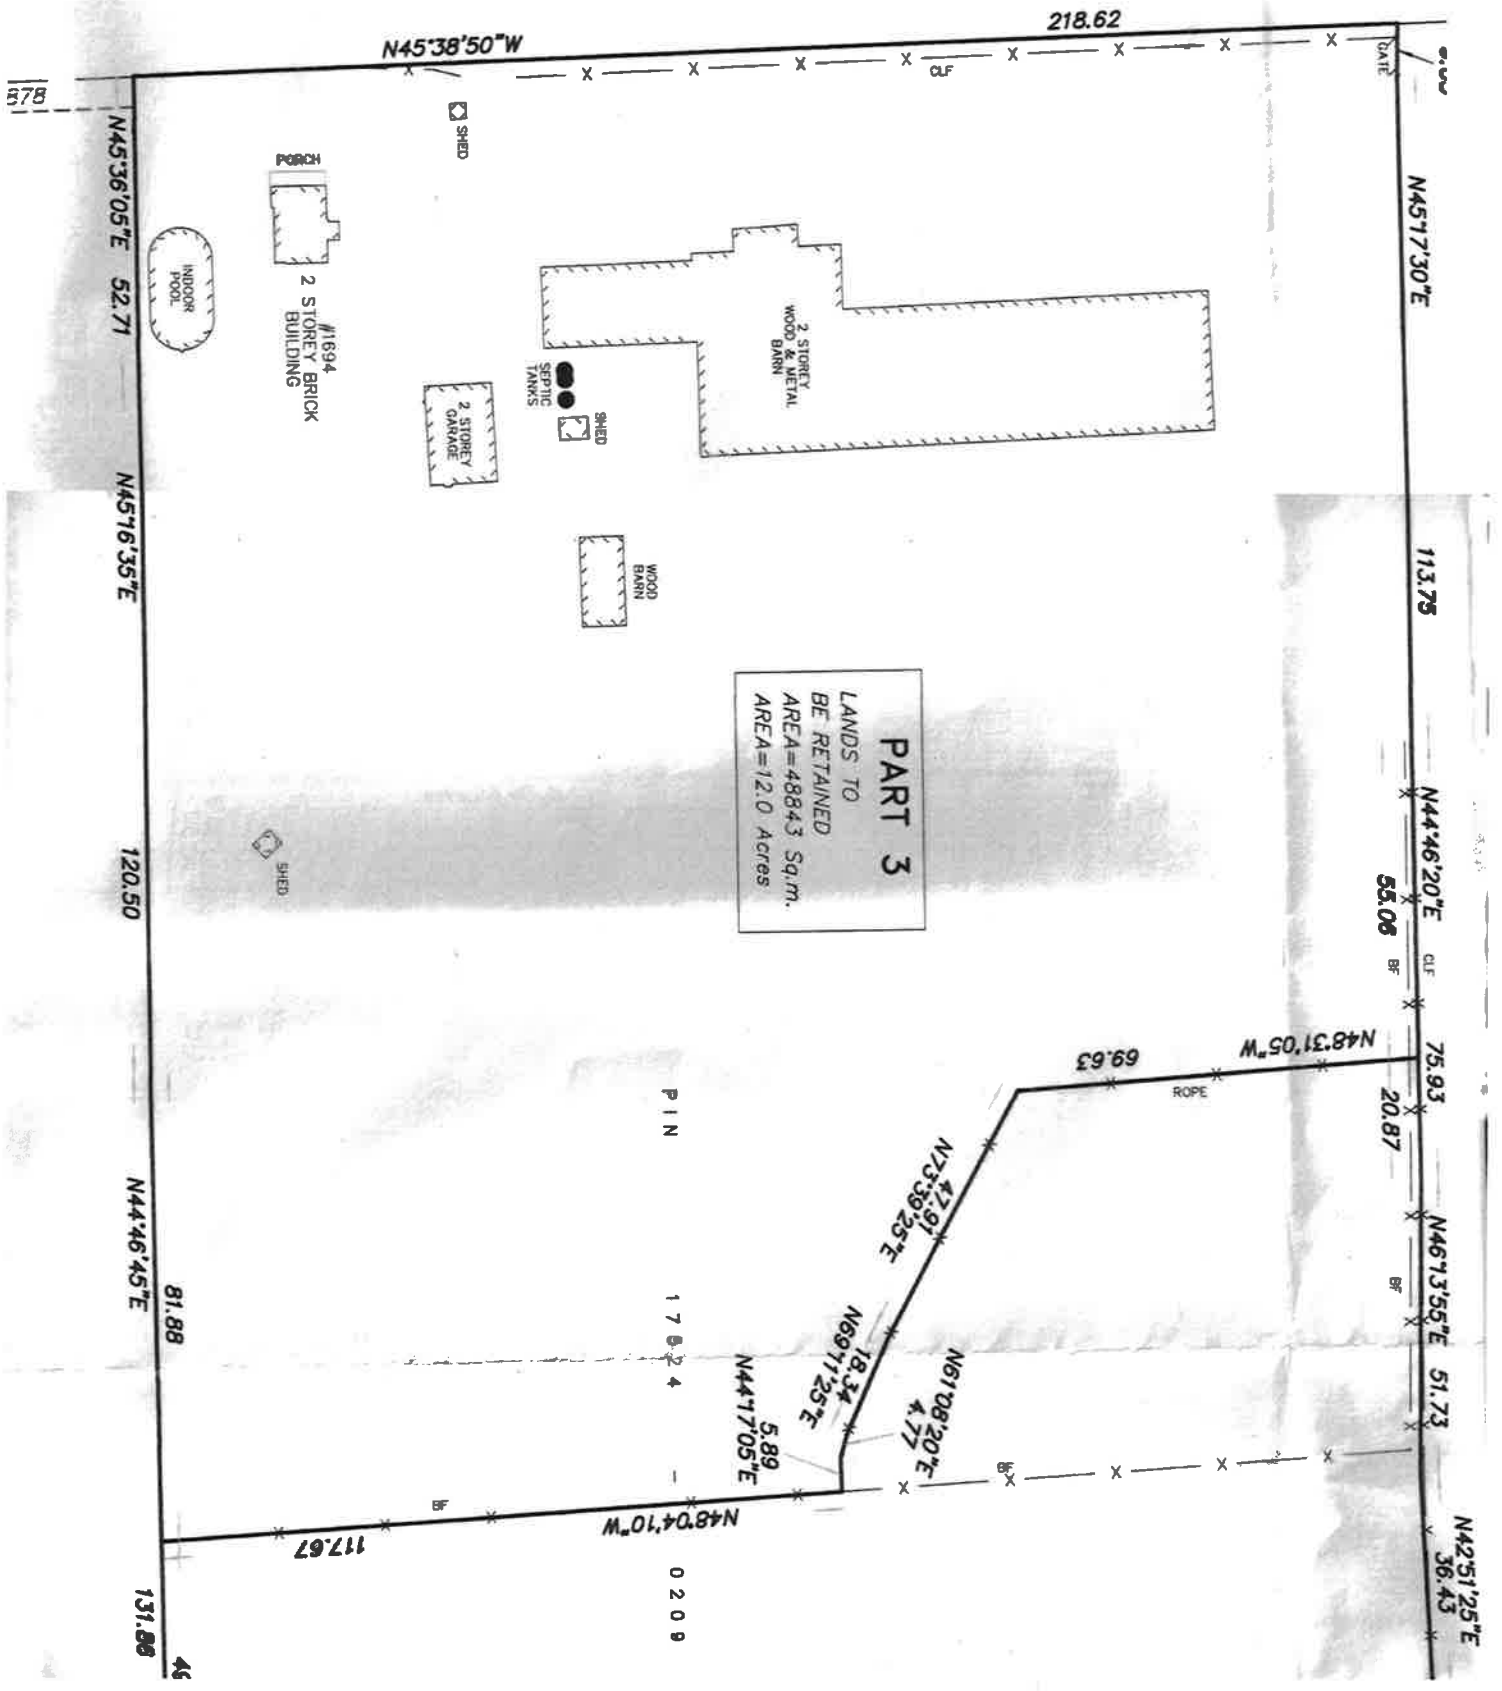 N45°38'50"W
218.62
GATE
CLF
578
N45°17'30"E
SHED
PORCH
N45°36'05"E 52.71
INDOOR
POOL
#1694
2 STOREY BRICK
BUILDING
2 STOREY
WOOD & METAL
BARN
SEPTIC
TANKS
SHED
2 STOREY
GARAGE
N45°16'35"E
WOOD
BARN
113.75
PART 3
LANDS TO
BE RETAINED
AREA=48843 Sq.m.
AREA=12.0 Acres
N44°46'20"E
55.06
BF
CLF
SHED
120.50
N48°31'05"W
69.63
ROPE
75.93
20.87
PIN 17524 - 0209
47.91
N73°39'25"E
N46°13'55"E 51.73
BF
N44°46'45"E
81.88
18.34
N69°11'25"E
N61°08'20"E
4.77
5.89
N44°17'05"E
BF
BF
N48°04'10"W
117.67
N42°51'25"E
36.43
131.86